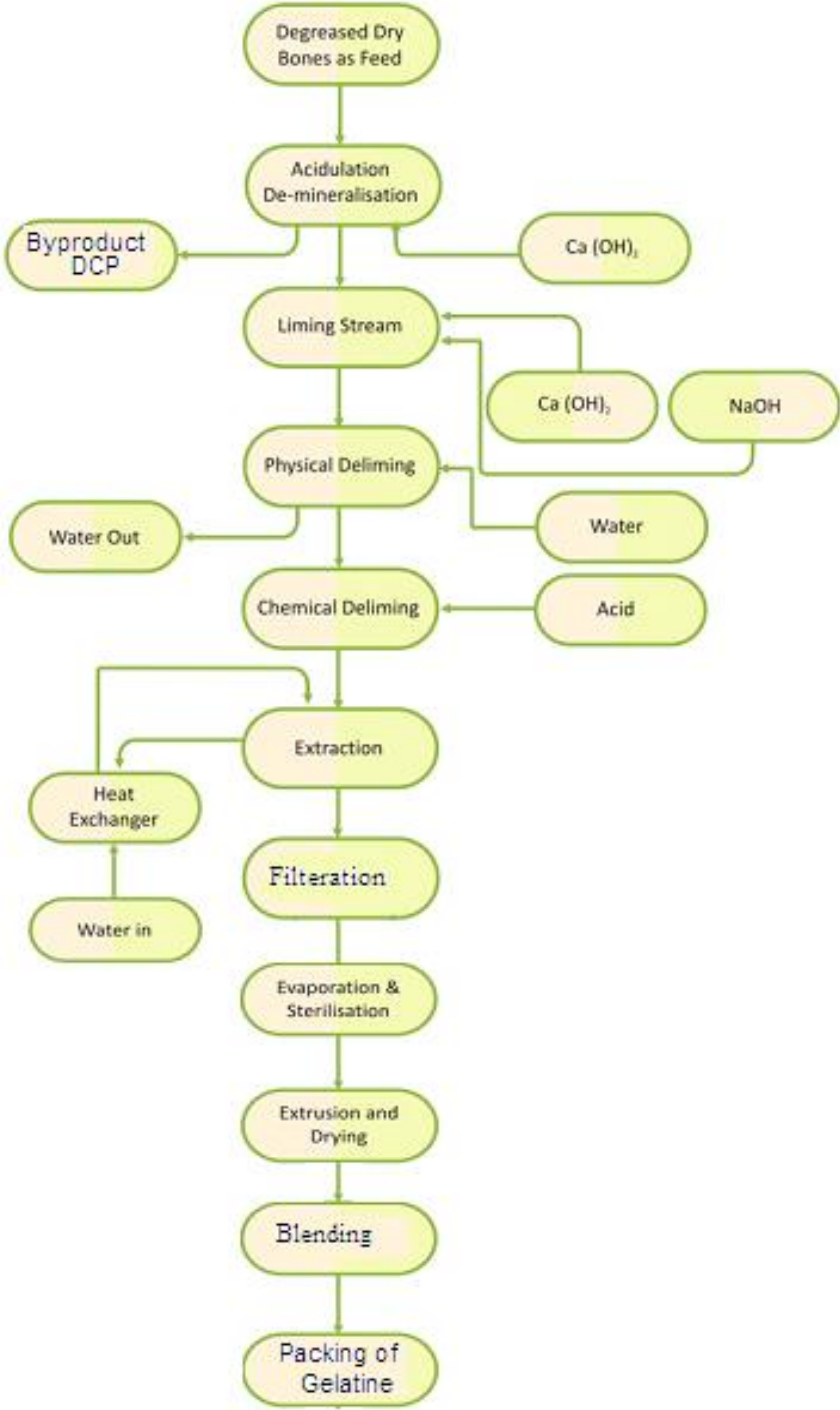 Degreased Dry
Bones as Feed
Acidulation
De-mineralisation
Byproduct
DCP
Ca (OH)₂
Liming Stream
Ca (OH)₂
NaOH
Physical Deliming
Water Out
Water
Chemical Deliming
Acid
Extraction
Heat
Exchanger
Filteration
Water in
Evaporation &
Sterilisation
Extrusion and
Drying
Blending
Packing of
Gelatine